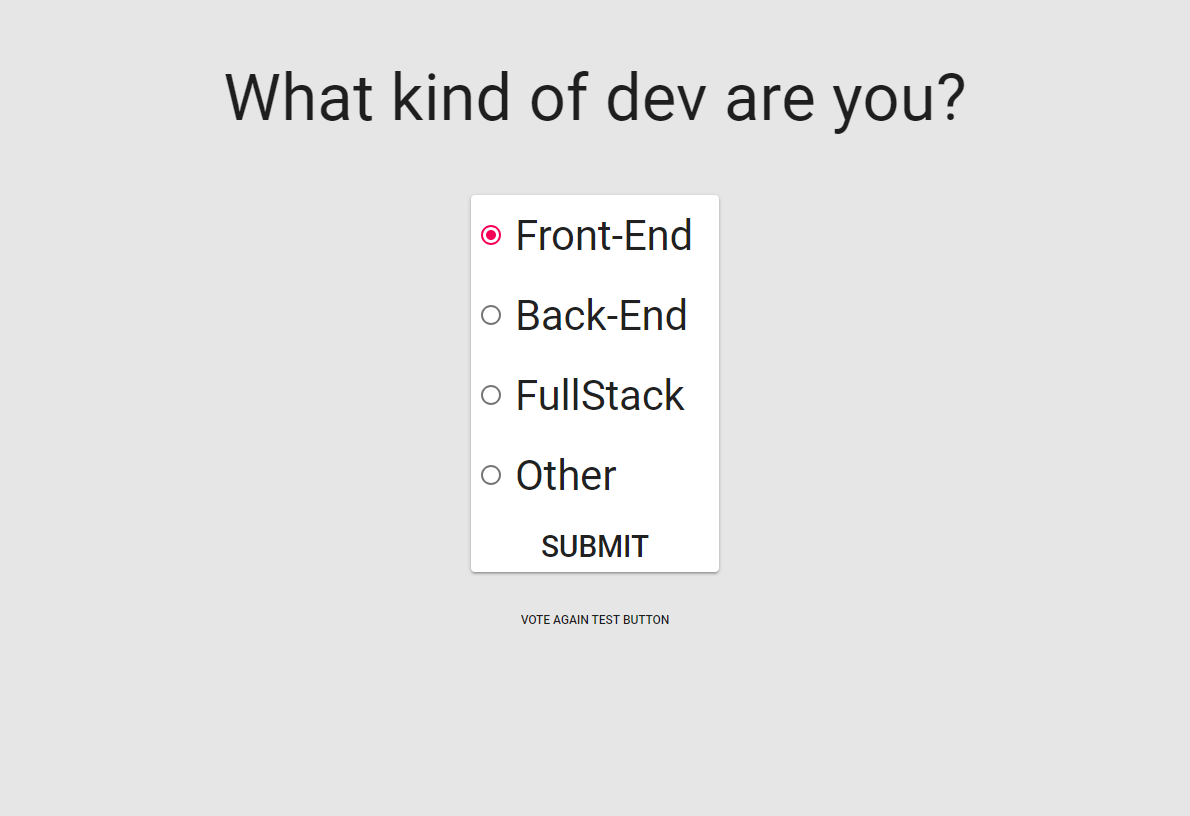 What kind of dev are you?
Front-End
Back-End
FullStack
Other
SUBMIT
VOTE AGAIN TEST BUTTON